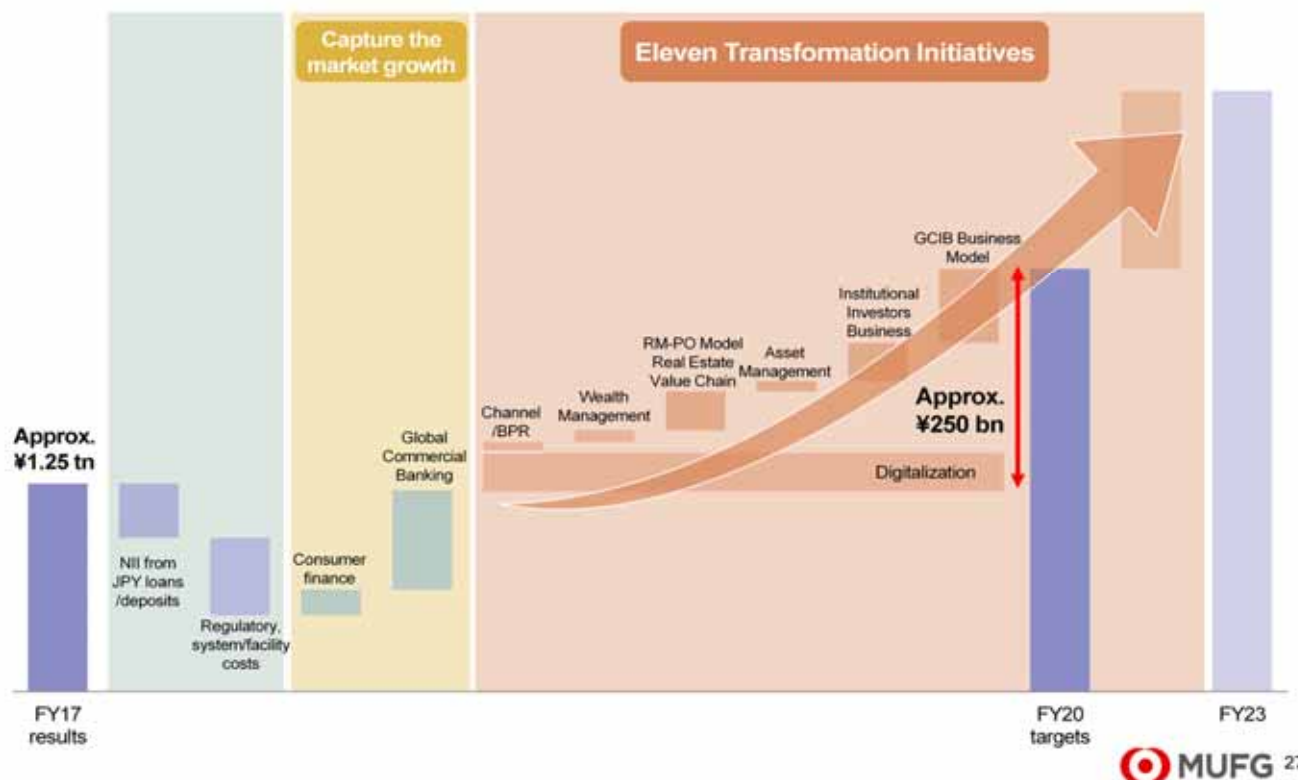 Capture the
market growth
Eleven Transformation Initiatives
Approx.
¥1.25 tn
NII from
JPY loans
/deposits
Regulatory,
system/facility
costs
Consumer
finance
Global
Commercial
Banking
Channel
/BPR
Wealth
Management
RM-PO Model
Real Estate
Value Chain
Asset
Management
Institutional
Investors
Business
GCIB Business
Model
Approx.
¥250 bn
Digitalization
FY17
results
FY20
targets
FY23
MUFG 27